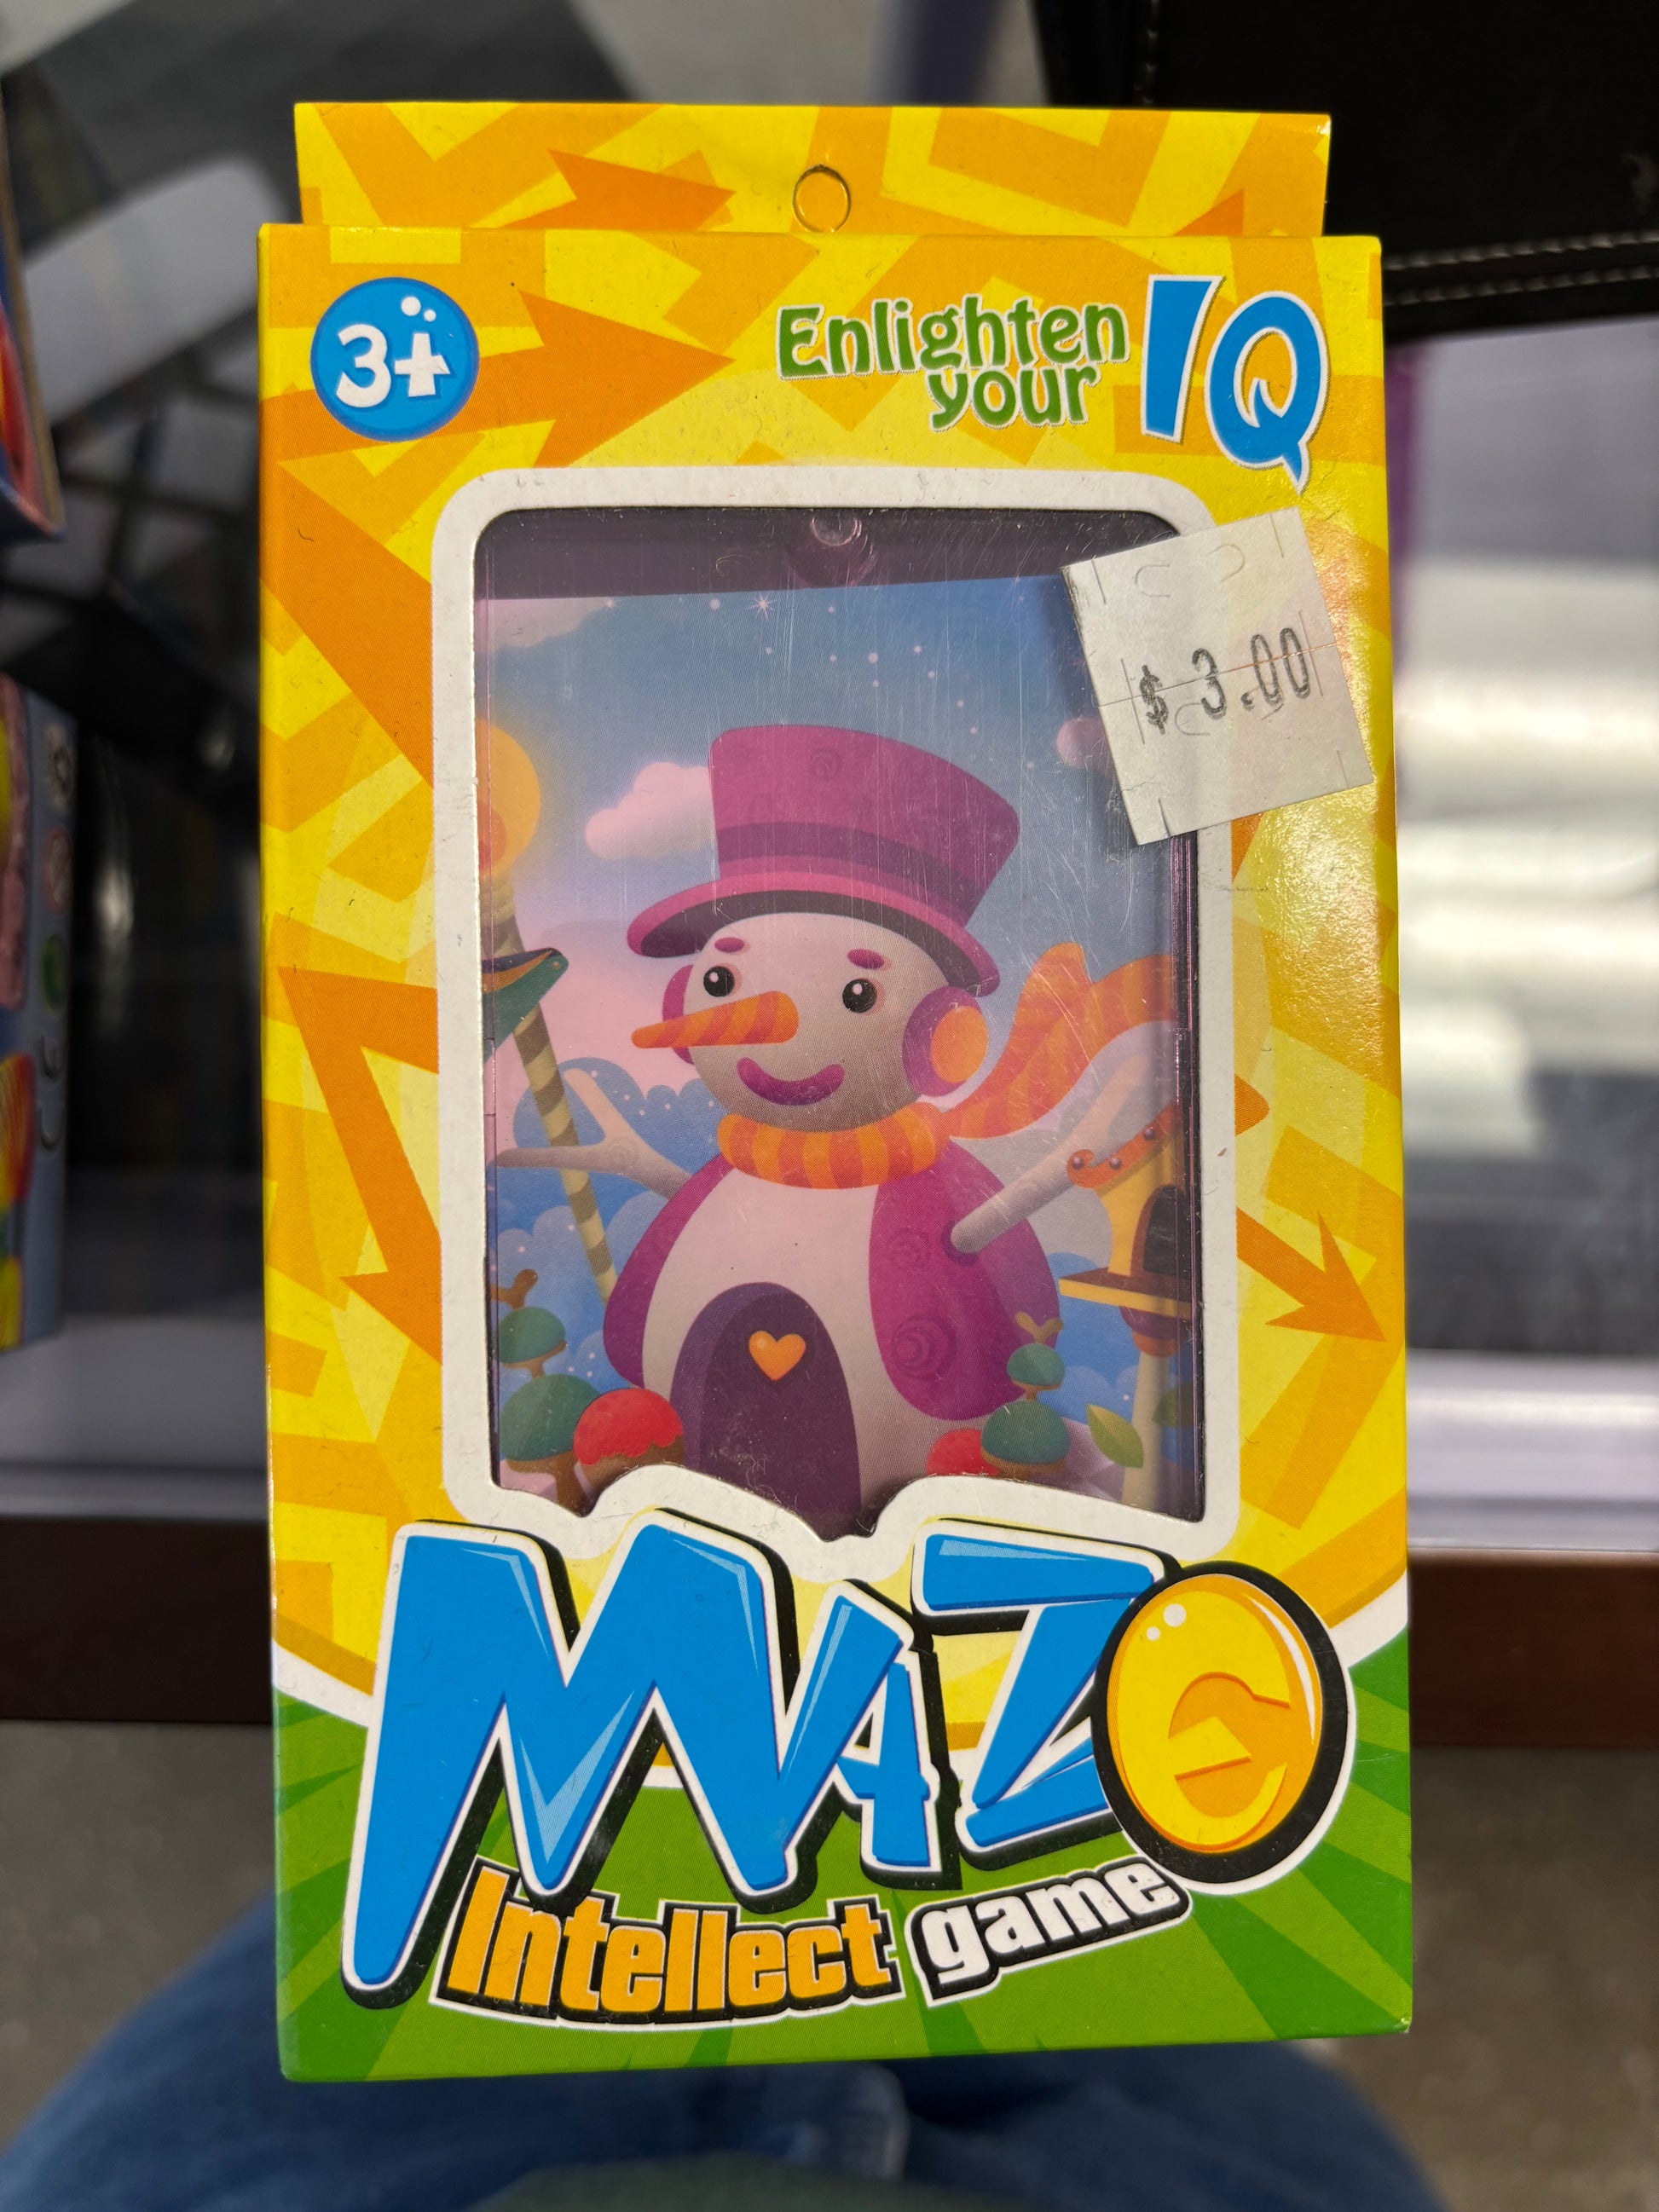 3+
Enlighten
your
IQ
$ 3.00
MAZe
Intellect game